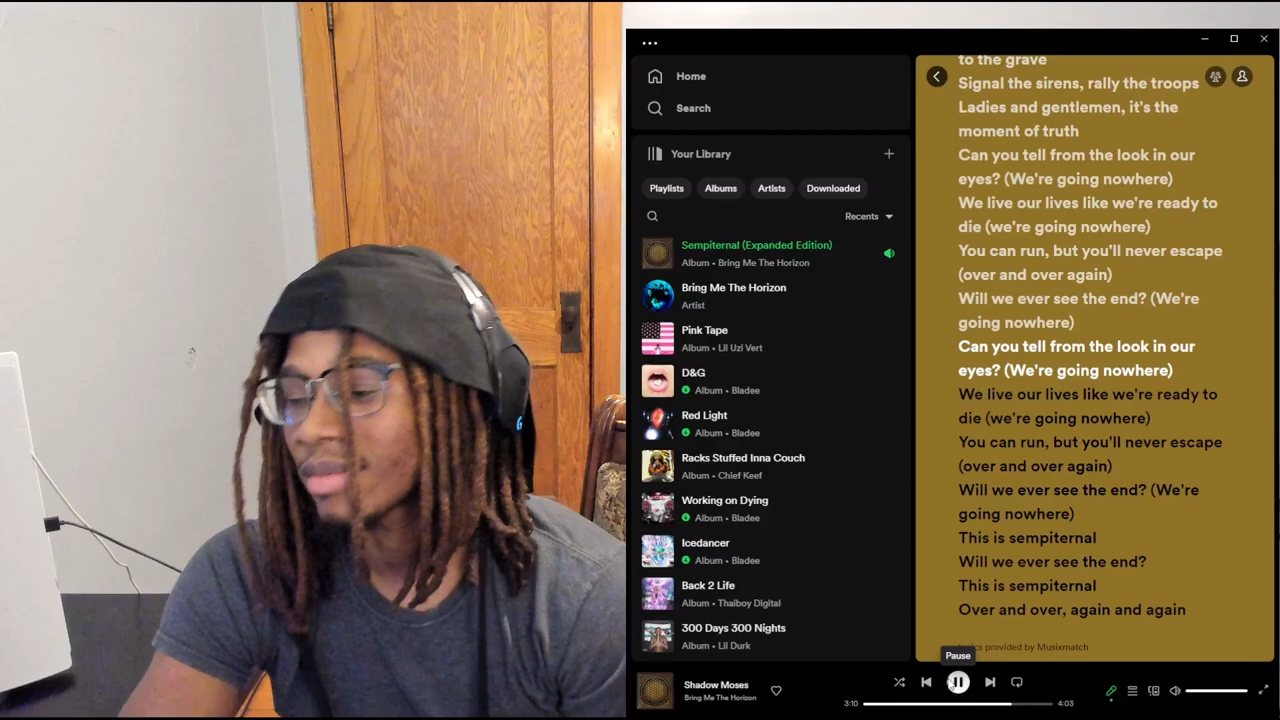 Home
Search
Your Library
Playlists
Albums
Artists
Downloaded
Recents
Sempiternal (Expanded Edition)
Album • Bring Me The Horizon
Bring Me The Horizon
Artist
Pink Tape
Album • Lil Uzi Vert
D&G
Album • Bladee
Red Light
Album • Bladee
Racks Stuffed Inna Couch
Album • Chief Keef
Working on Dying
Album • Bladee
Icedancer
Album • Bladee
Back 2 Life
Album • Thaiboy Digital
300 Days 300 Nights
Album • Lil Durk
to the grave
Signal the sirens, rally the troops
Ladies and gentlemen, it's the
moment of truth
Can you tell from the look in our
eyes? (We're going nowhere)
We live our lives like we're ready to
die (we're going nowhere)
You can run, but you'll never escape
(over and over again)
Will we ever see the end? (We're
going nowhere)
Can you tell from the look in our
eyes? (We're going nowhere)
We live our lives like we're ready to
die (we're going nowhere)
You can run, but you'll never escape
(over and over again)
Will we ever see the end? (We're
going nowhere)
This is sempiternal
Will we ever see the end?
This is sempiternal
Over and over, again and again
provided by Musixmatch
Pause
Shadow Moses
Bring Me The Horizon
3:10
4:03